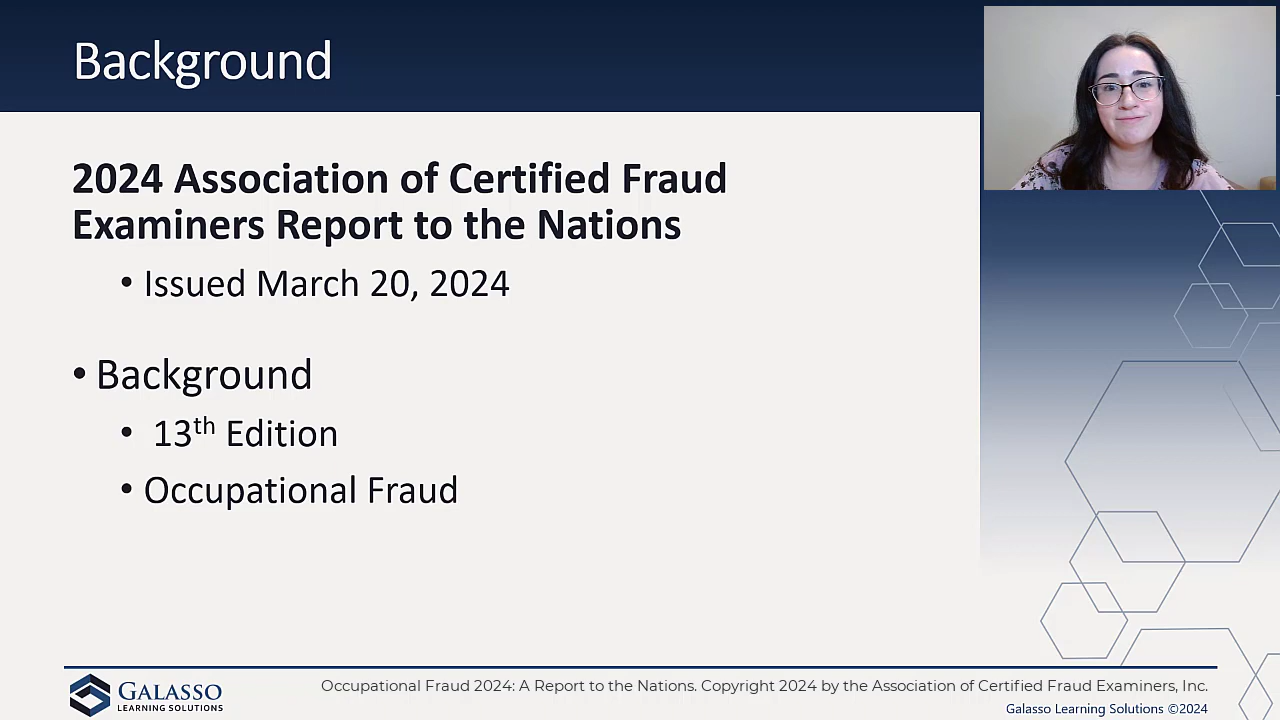 Background
2024 Association of Certified Fraud
Examiners Report to the Nations
• Issued March 20, 2024
• Background
• 13th Edition
• Occupational Fraud
GALASSO
LEARNING SOLUTIONS
Occupational Fraud 2024: A Report to the Nations. Copyright 2024 by the Association of Certified Fraud Examiners, Inc.
Galasso Learning Solutions ©2024